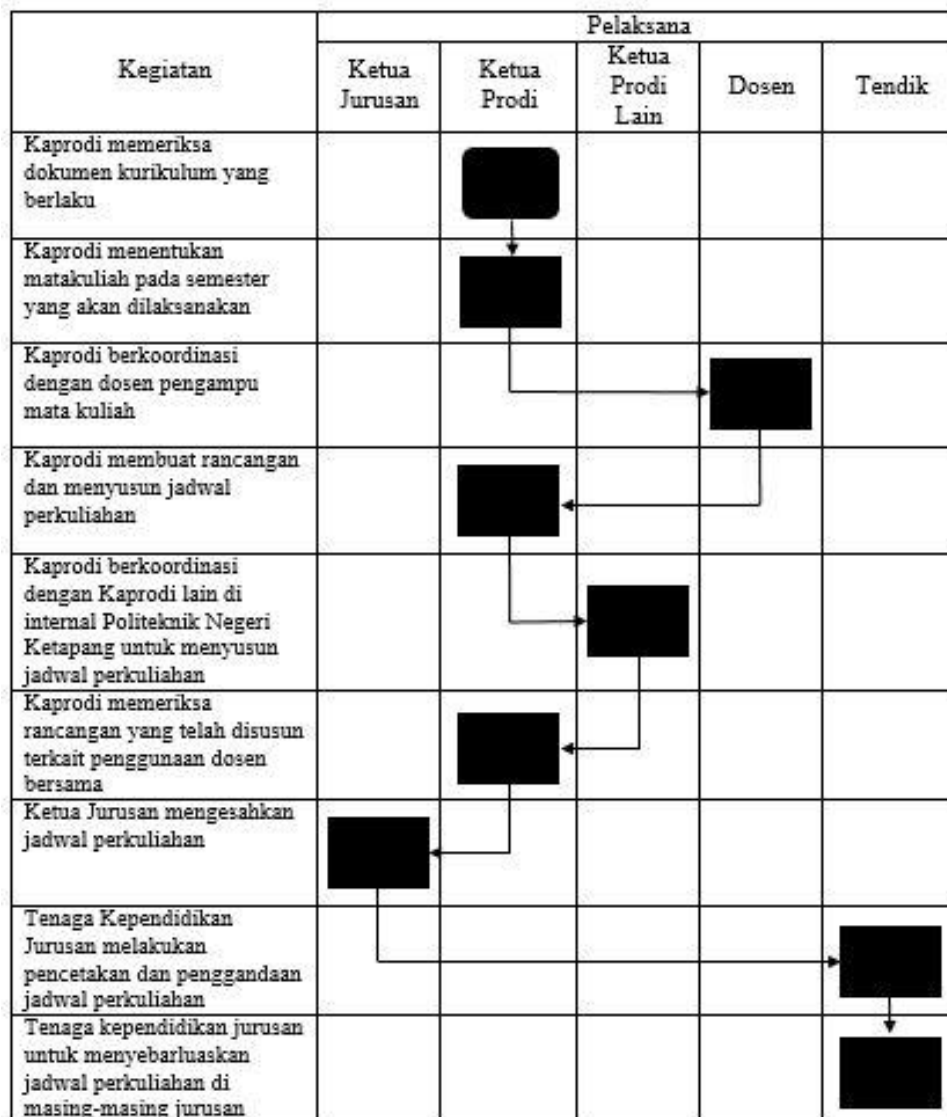 Kegiatan
Pelaksana
Ketua
Jurusan
Ketua
Prodi
Ketua
Prodi
Lain
Dosen
Tendik
Kaprodi memeriksa
dokumen kurikulum yang
berlaku
Kaprodi menentukan
matakuliah pada semester
yang akan dilaksanakan
Kaprodi berkoordinasi
dengan dosen pengampu
mata kuliah
Kaprodi membuat rancangan
dan menyusun jadwal
perkuliahan
Kaprodi berkoordinasi
dengan Kaprodi lain di
internal Politeknik Negeri
Ketapang untuk menyusun
jadwal perkuliahan
Kaprodi memeriksa
rancangan yang telah disusun
terkait penggunaan dosen
bersama
Ketua Jurusan mengesahkan
jadwal perkuliahan
Tenaga Kependidikan
Jurusan melakukan
pencetakan dan penggandaan
jadwal perkuliahan
Tenaga kependidikan jurusan
untuk menyebarluaskan
jadwal perkuliahan di
masing-masing jurusan